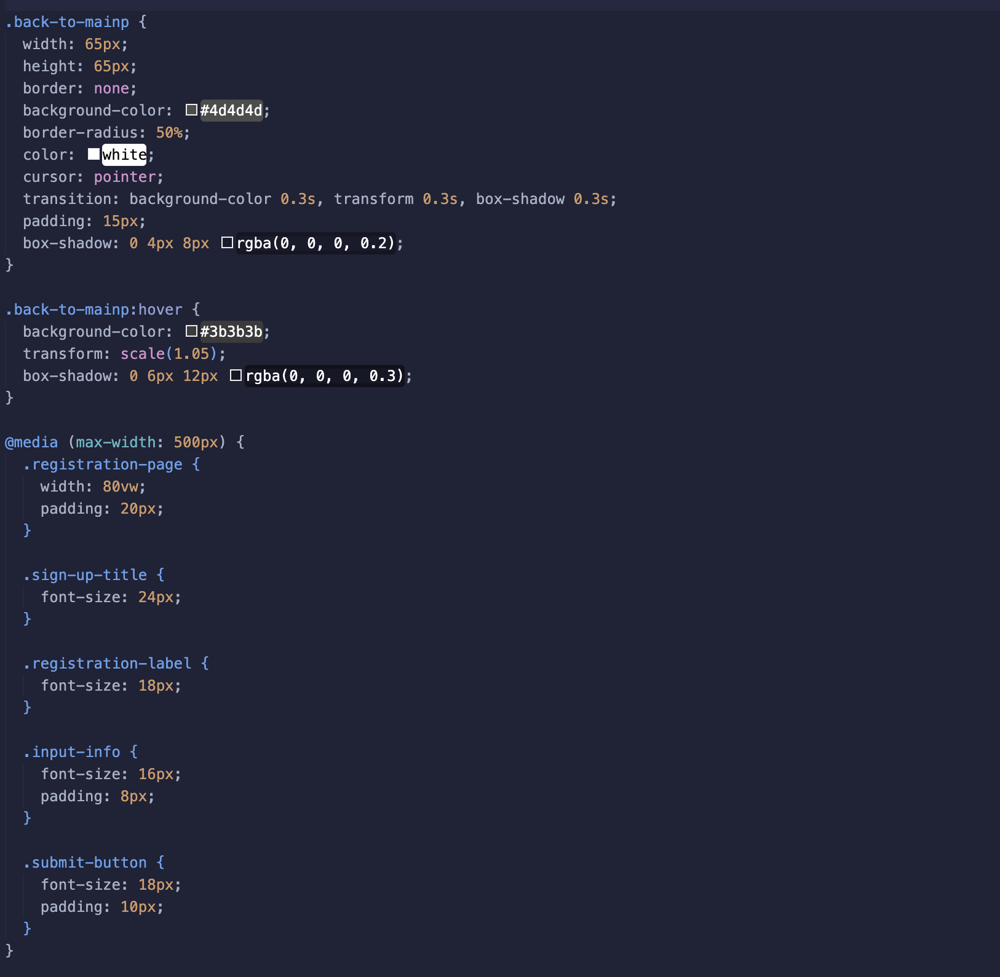 .back-to-mainp {
  width: 65px;
  height: 65px;
  border: none;
  background-color: #4d4d4d;
  border-radius: 50%;
  color: white;
  cursor: pointer;
  transition: background-color 0.3s, transform 0.3s, box-shadow 0.3s;
  padding: 15px;
  box-shadow: 0 4px 8px rgba(0, 0, 0, 0.2);
}

.back-to-mainp:hover {
  background-color: #3b3b3b;
  transform: scale(1.05);
  box-shadow: 0 6px 12px rgba(0, 0, 0, 0.3);
}

@media (max-width: 500px) {
  .registration-page {
    width: 80vw;
    padding: 20px;
  }

  .sign-up-title {
    font-size: 24px;
  }

  .registration-label {
    font-size: 18px;
  }

  .input-info {
    font-size: 16px;
    padding: 8px;
  }

  .submit-button {
    font-size: 18px;
    padding: 10px;
  }
}